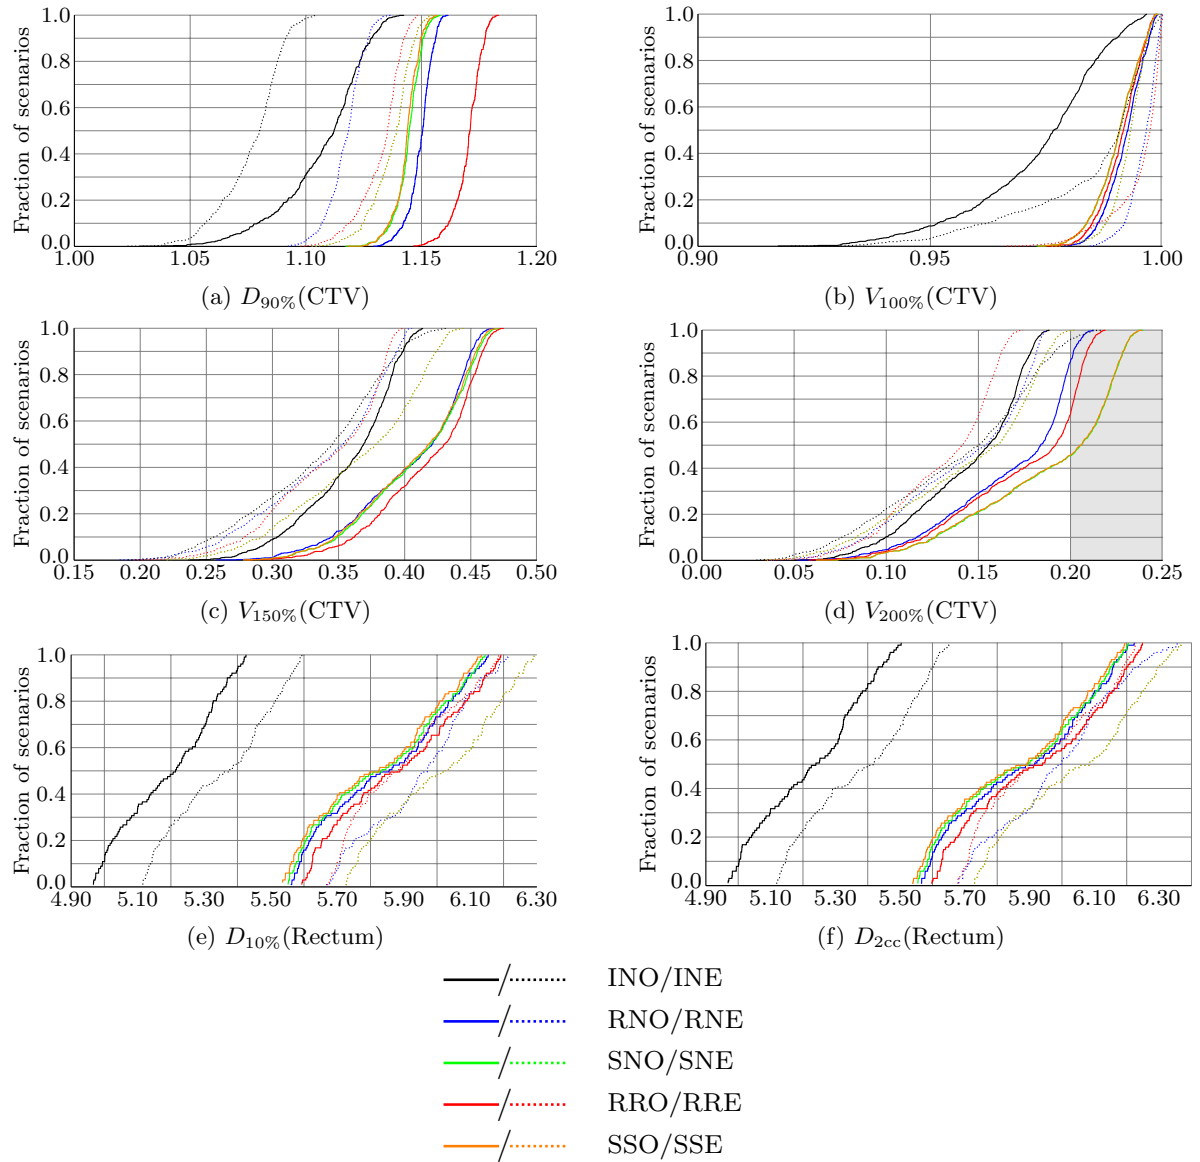 Fraction of scenarios
1.0
0.8
0.6
0.4
0.2
0.0
1.00 1.05 1.10 1.15 1.20
(a) D90%(CTV)
Fraction of scenarios
1.0
0.8
0.6
0.4
0.2
0.0
0.90 0.95 1.00
(b) V100%(CTV)
Fraction of scenarios
1.0
0.8
0.6
0.4
0.2
0.0
0.15 0.20 0.25 0.30 0.35 0.40 0.45 0.50
(c) V150%(CTV)
Fraction of scenarios
1.0
0.8
0.6
0.4
0.2
0.0
0.00 0.05 0.10 0.15 0.20 0.25
(d) V200%(CTV)
Fraction of scenarios
1.0
0.8
0.6
0.4
0.2
0.0
4.90 5.10 5.30 5.50 5.70 5.90 6.10 6.30
(e) D10%(Rectum)
Fraction of scenarios
1.0
0.8
0.6
0.4
0.2
0.0
4.90 5.10 5.30 5.50 5.70 5.90 6.10 6.30
(f) D2cc(Rectum)
INO/INE
RNO/RNE
SNO/SNE
RRO/RRE
SSO/SSE